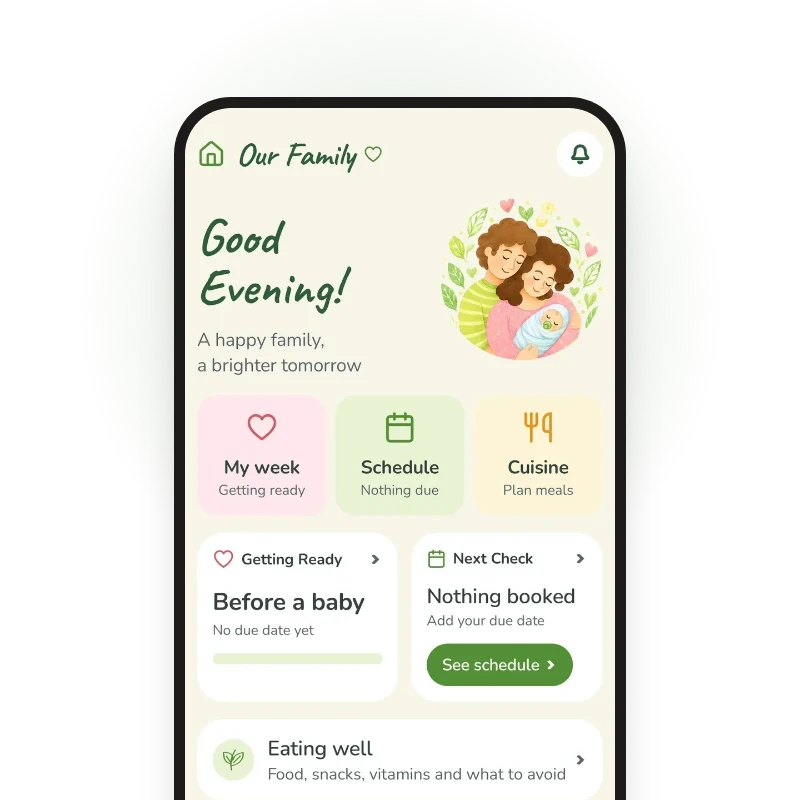 Our Family
Good
Evening!
A happy family,
a brighter tomorrow
My week
Getting ready
Schedule
Nothing due
Cuisine
Plan meals
Getting Ready
Before a baby
No due date yet
Next Check
Nothing booked
Add your due date
See schedule
Eating well
Food, snacks, vitamins and what to avoid